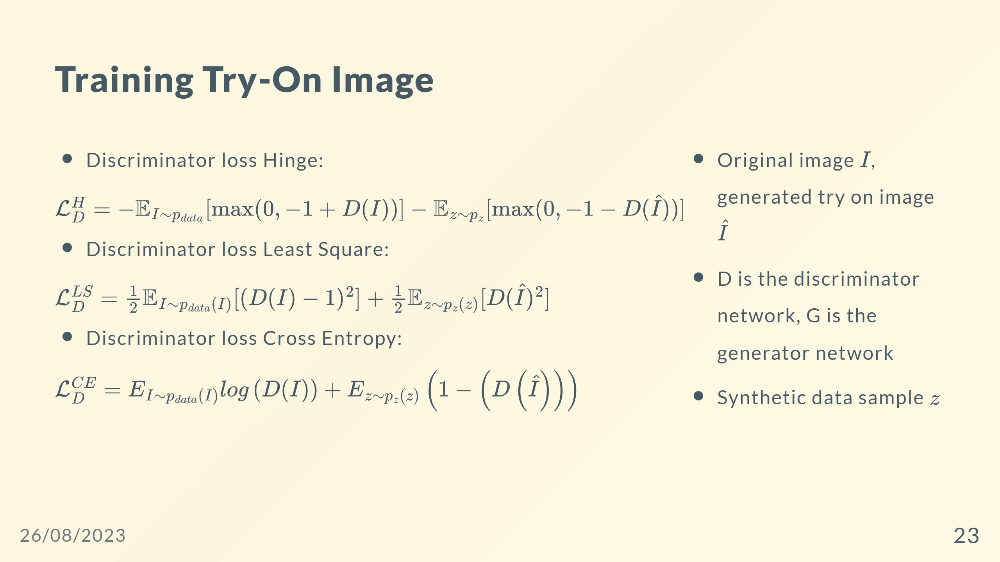 Training Try-On Image
● Discriminator loss Hinge:
$\mathcal{L}_D^H = -\mathbb{E}_{I \sim p_{data}}[\max(0, -1 + D(I))] - \mathbb{E}_{z \sim p_z}[\max(0, -1 - D(\hat{I}))]$
● Discriminator loss Least Square:
$\mathcal{L}_D^{LS} = \frac{1}{2}\mathbb{E}_{I \sim p_{data}(I)}[(D(I) - 1)^2] + \frac{1}{2}\mathbb{E}_{z \sim p_z(z)}[D(\hat{I})^2]$
● Discriminator loss Cross Entropy:
$\mathcal{L}_D^{CE} = E_{I \sim p_{data}(I)} log\left(D(I)\right) + E_{z \sim p_z(z)}\left(1 - \left(D\left(\hat{I}\right)\right)\right)$
● Original image $I$,
generated try on image
$\hat{I}$
● D is the discriminator
network, G is the
generator network
● Synthetic data sample $z$
26/08/2023
23